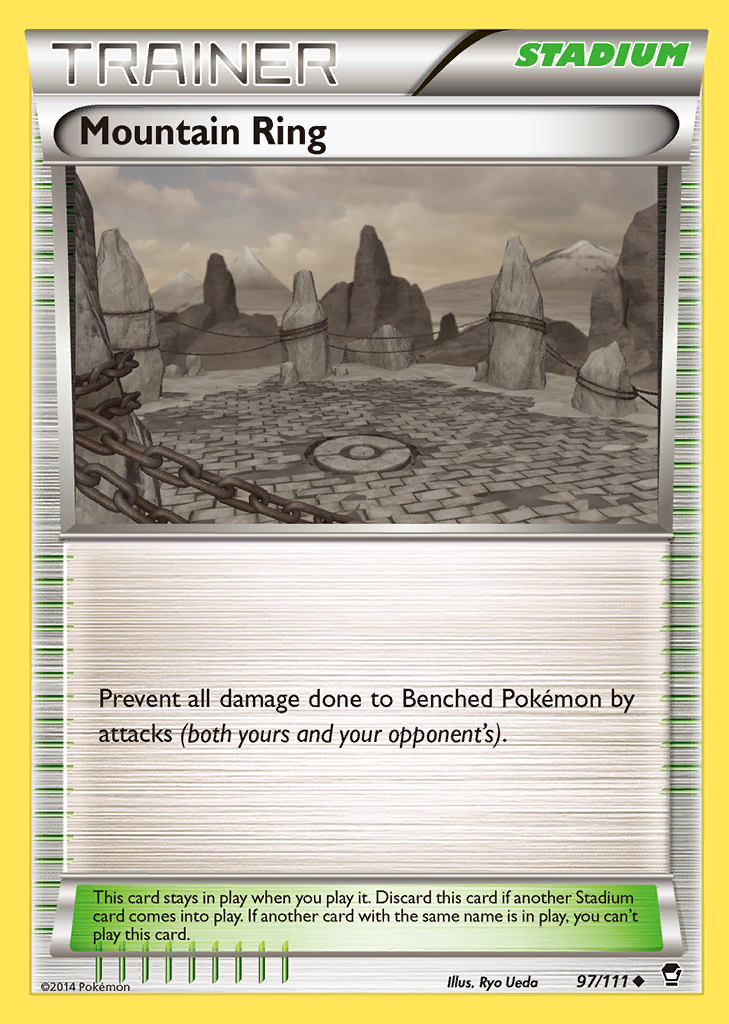 TRAINER
STADIUM
Mountain Ring
Prevent all damage done to Benched Pokémon by
attacks (both yours and your opponent's).
This card stays in play when you play it. Discard this card if another Stadium
card comes into play. If another card with the same name is in play, you can't
play this card.
©2014 Pokémon
Illus. Ryo Ueda
97/111